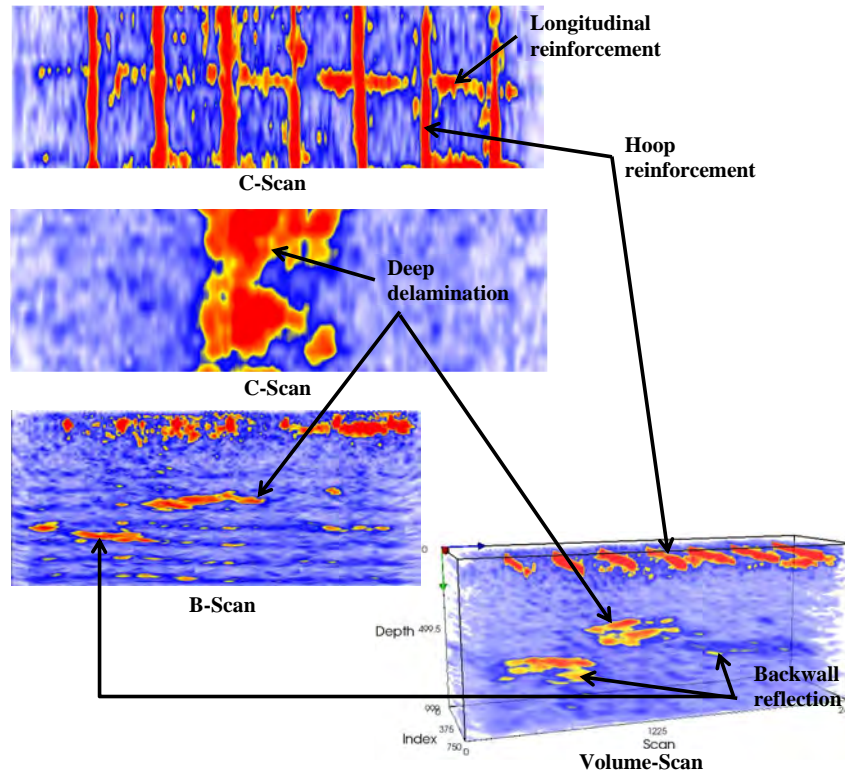 Longitudinal
reinforcement
Hoop
reinforcement
C-Scan
Deep
delamination
C-Scan
B-Scan
0
Depth
499.5
Backwall
reflection
Index
375
750
0
1225
Scan
Volume-Scan